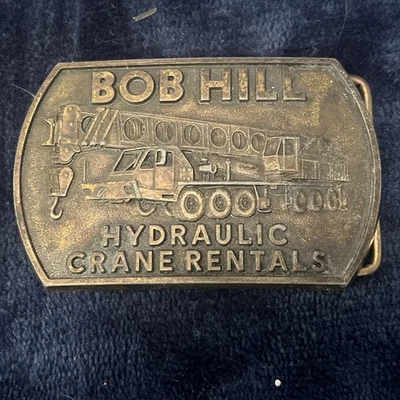 BOB HILL
HYDRAULIC
CRANE RENTALS